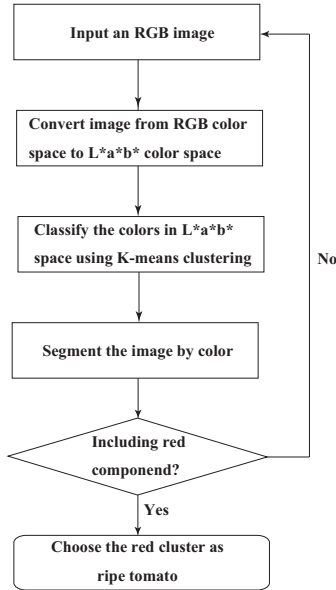 Input an RGB image
Convert image from RGB color
space to L*a*b* color space
Classify the colors in L*a*b*
space using K-means clustering
No
Segment the image by color
Including red
componend?
Yes
Choose the red cluster as
ripe tomato